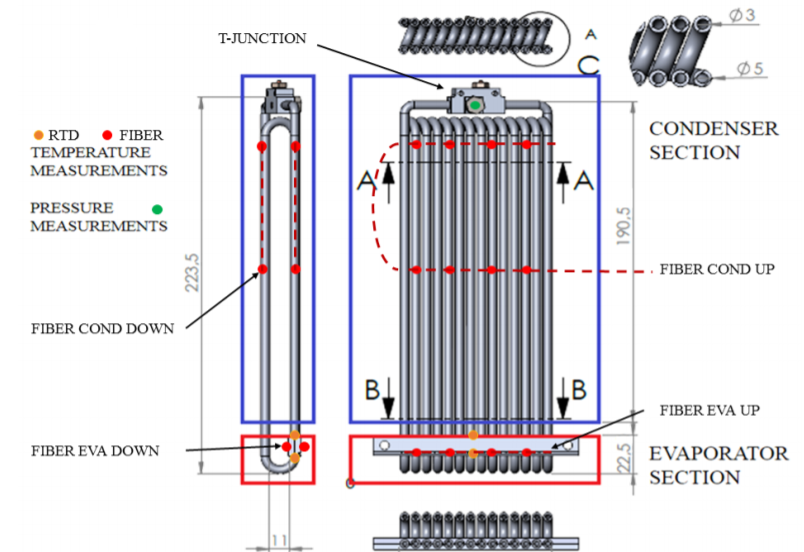 T-JUNCTION
A
C
Ø3
Ø5
RTD FIBER
TEMPERATURE
MEASUREMENTS
PRESSURE
MEASUREMENTS
CONDENSER
SECTION
A A
223,5
190,5
FIBER COND UP
FIBER COND DOWN
B B
FIBER EVA UP
FIBER EVA DOWN
EVAPORATOR
SECTION
22,5
11